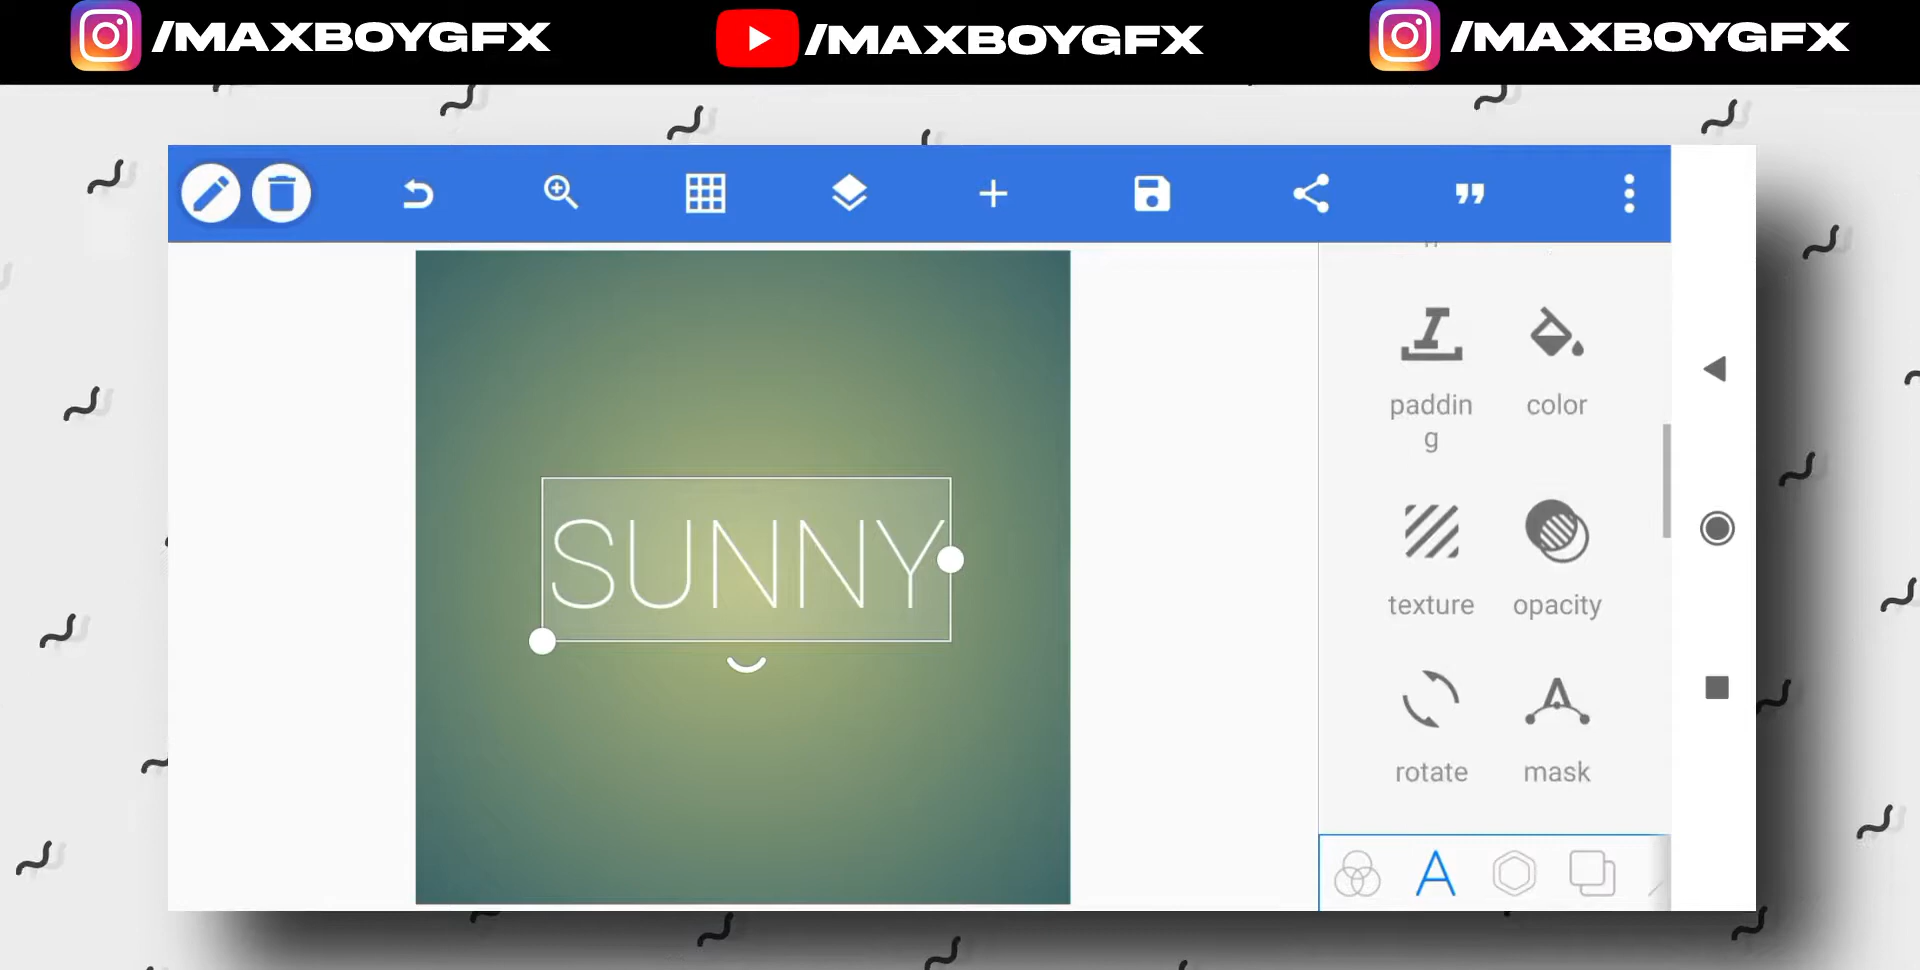 /MAXBOYGFX /MAXBOYGFX /MAXBOYGFX
SUNNY
paddin
g
color
texture opacity
rotate mask